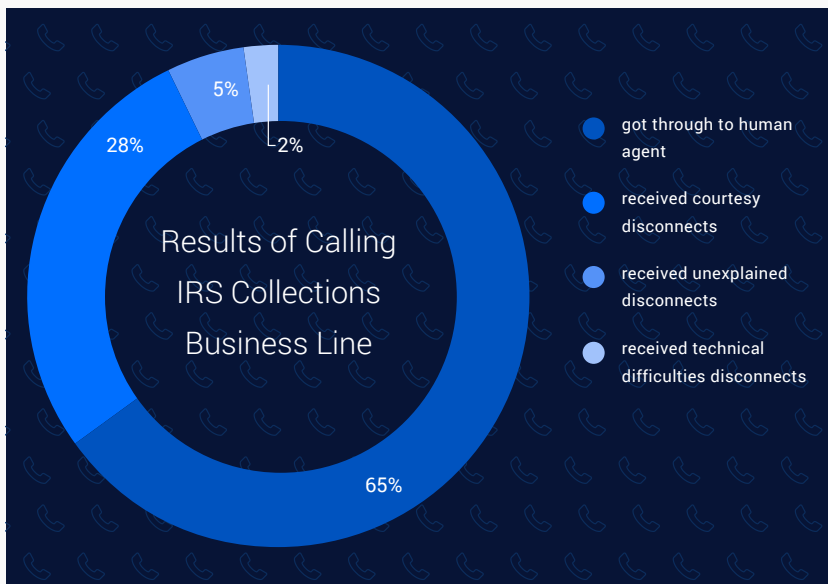 5%
28%
2%
Results of Calling
IRS Collections
Business Line
65%
got through to human
agent
received courtesy
disconnects
received unexplained
disconnects
received technical
difficulties disconnects